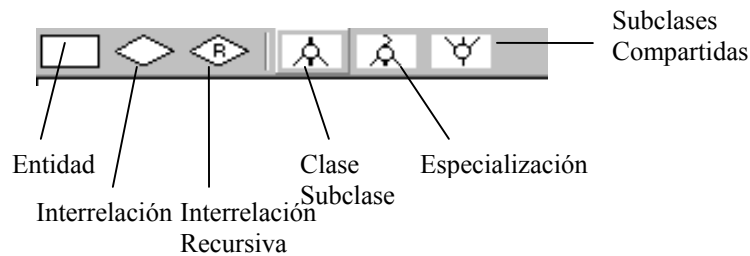 Subclases
Compartidas
R
Entidad
Clase
Subclase
Especialización
Interrelación
Interrelación
Recursiva